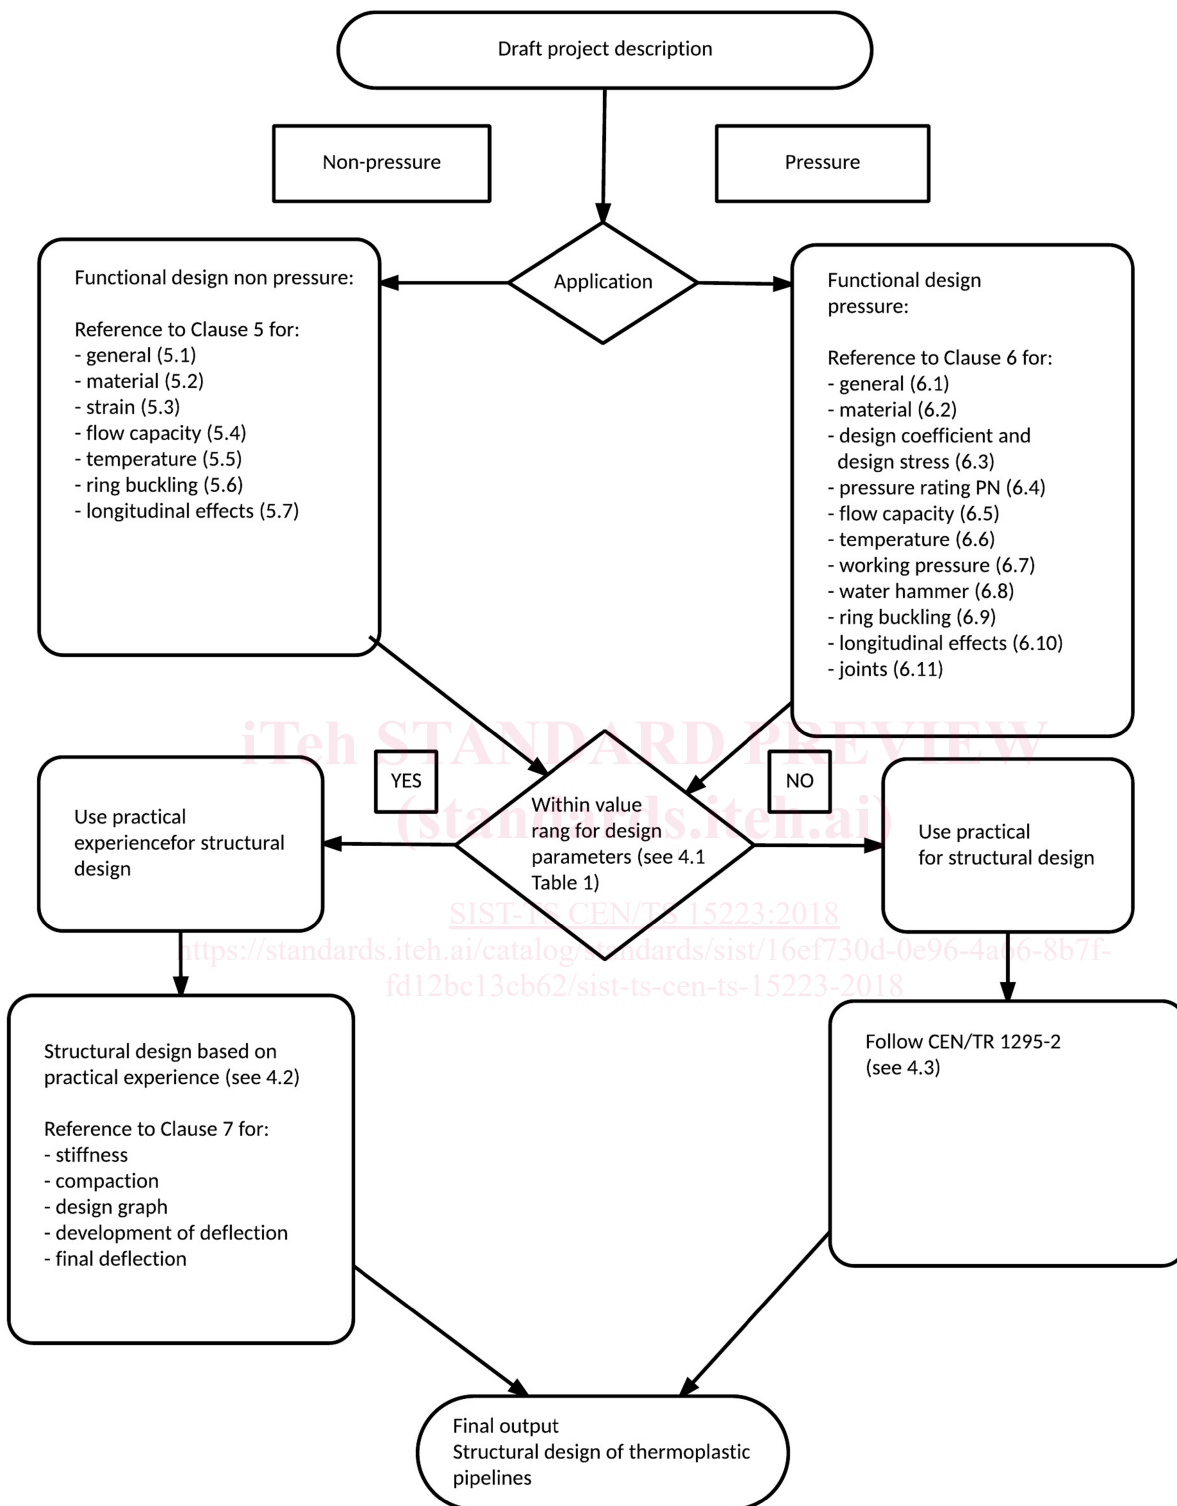 Draft project description
Non-pressure
Pressure
Application
Functional design non pressure:
Reference to Clause 5 for:
- general (5.1)
- material (5.2)
- strain (5.3)
- flow capacity (5.4)
- temperature (5.5)
- ring buckling (5.6)
- longitudinal effects (5.7)
Functional design
pressure:
Reference to Clause 6 for:
- general (6.1)
- material (6.2)
- design coefficient and
design stress (6.3)
- pressure rating PN (6.4)
- flow capacity (6.5)
- temperature (6.6)
- working pressure (6.7)
- water hammer (6.8)
- ring buckling (6.9)
- longitudinal effects (6.10)
- joints (6.11)
iTeh STANDARD PREVIEW
(standards.iteh.ai)
YES
NO
Use practical
experiencefor structural
design
Within value
rang for design
parameters (see 4.1
Table 1)
Use practical
for structural design
SIST-TS CEN/TS 15223:2018
https://standards.iteh.ai/catalog/standards/sist/16ef730d-0e96-4a66-8b7f-
fd12bc13cb62/sist-ts-cen-ts-15223-2018
Structural design based on
practical experience (see 4.2)
Reference to Clause 7 for:
- stiffness
- compaction
- design graph
- development of deflection
- final deflection
Follow CEN/TR 1295-2
(see 4.3)
Final output
Structural design of thermoplastic
pipelines